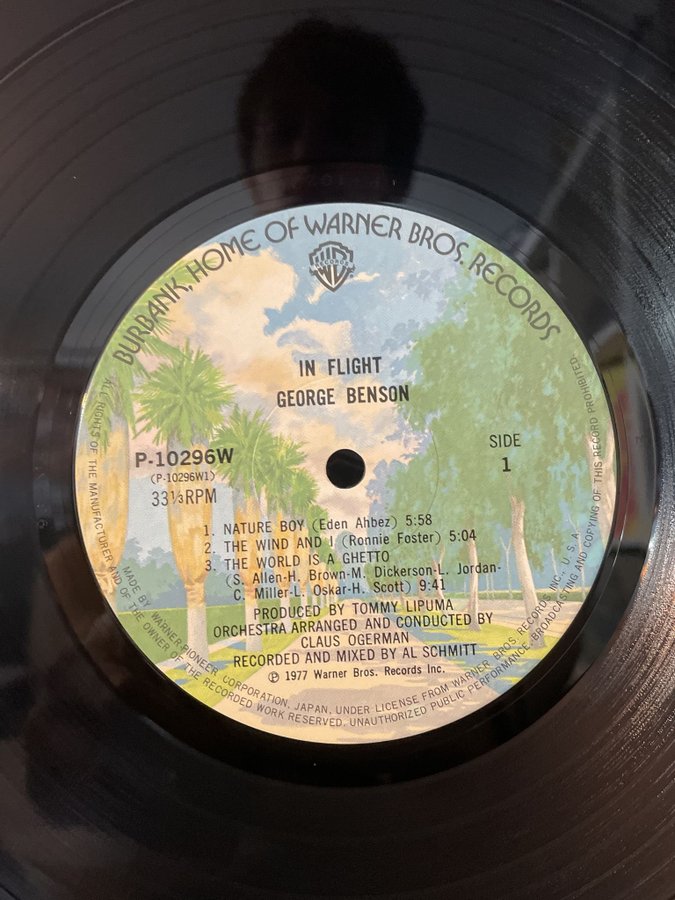 BURBANK, HOME OF WARNER BROS. RECORDS
WB
RECORDS
®
IN FLIGHT
GEORGE BENSON
P-10296W
(P-10296W1)
33⅓RPM
SIDE
1
1. NATURE BOY (Eden Ahbez) 5:58
2. THE WIND AND I (Ronnie Foster) 5:04
3. THE WORLD IS A GHETTO
(S. Allen-H. Brown-M. Dickerson-L. Jordan-
C. Miller-L. Oskar-H. Scott) 9:41
PRODUCED BY TOMMY LIPUMA
ORCHESTRA ARRANGED AND CONDUCTED BY
CLAUS OGERMAN
RECORDED AND MIXED BY AL SCHMITT
℗ 1977 Warner Bros. Records Inc.
MADE BY WARNER-PIONEER CORPORATION, JAPAN, UNDER LICENSE FROM WARNER BROS. RECORDS INC., U.S.A.
ALL RIGHTS OF THE MANUFACTURER AND OF THE OWNER OF THE RECORDED WORK RESERVED. UNAUTHORIZED PUBLIC PERFORMANCE, BROADCASTING AND COPYING OF THIS RECORD PROHIBITED.